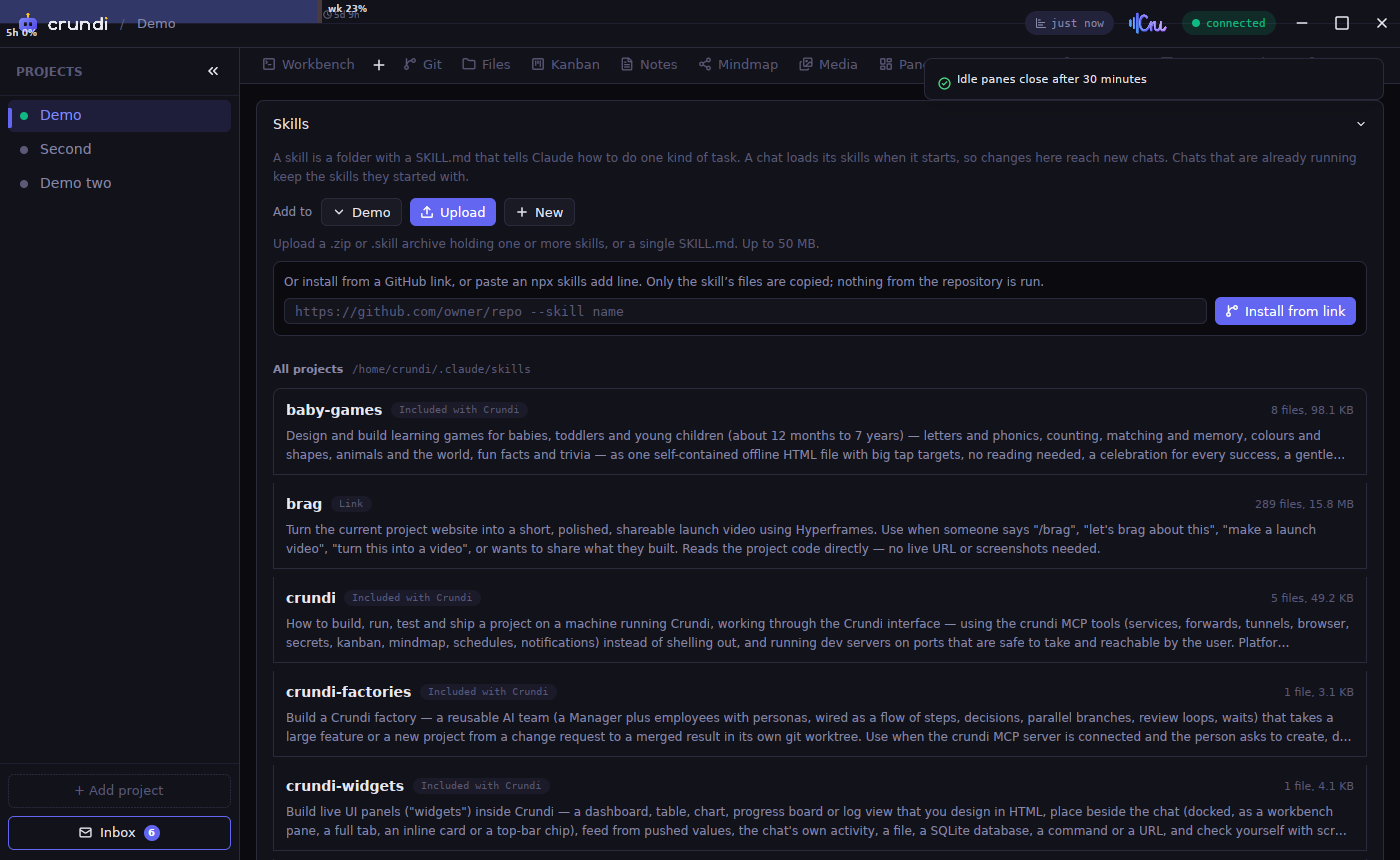 wk 23%
5d 9h
5h 0%
crundi / Demo
just now
Cru
connected
PROJECTS
Demo
Second
Demo two
+ Add project
Inbox 6
Workbench
Git
Files
Kanban
Notes
Mindmap
Media
Idle panes close after 30 minutes
Skills
A skill is a folder with a SKILL.md that tells Claude how to do one kind of task. A chat loads its skills when it starts, so changes here reach new chats. Chats that are already running
keep the skills they started with.
Add to Demo Upload + New
Upload a .zip or .skill archive holding one or more skills, or a single SKILL.md. Up to 50 MB.
Or install from a GitHub link, or paste an npx skills add line. Only the skill’s files are copied; nothing from the repository is run.
https://github.com/owner/repo --skill name
Install from link
All projects /home/crundi/.claude/skills
baby-games Included with Crundi 8 files, 98.1 KB
Design and build learning games for babies, toddlers and young children (about 12 months to 7 years) — letters and phonics, counting, matching and memory, colours and
shapes, animals and the world, fun facts and trivia — as one self-contained offline HTML file with big tap targets, no reading needed, a celebration for every success, a gentle...
brag Link 289 files, 15.8 MB
Turn the current project website into a short, polished, shareable launch video using Hyperframes. Use when someone says "/brag", "let's brag about this", "make a launch
video", "turn this into a video", or wants to share what they built. Reads the project code directly — no live URL or screenshots needed.
crundi Included with Crundi 5 files, 49.2 KB
How to build, run, test and ship a project on a machine running Crundi, working through the Crundi interface — using the crundi MCP tools (services, forwards, tunnels, browser,
secrets, kanban, mindmap, schedules, notifications) instead of shelling out, and running dev servers on ports that are safe to take and reachable by the user. Platfor...
crundi-factories Included with Crundi 1 file, 3.1 KB
Build a Crundi factory — a reusable AI team (a Manager plus employees with personas, wired as a flow of steps, decisions, parallel branches, review loops, waits) that takes a
large feature or a new project from a change request to a merged result in its own git worktree. Use when the crundi MCP server is connected and the person asks to create, d...
crundi-widgets Included with Crundi 1 file, 4.1 KB
Build live UI panels ("widgets") inside Crundi — a dashboard, table, chart, progress board or log view that you design in HTML, place beside the chat (docked, as a workbench
pane, a full tab, an inline card or a top-bar chip), feed from pushed values, the chat's own activity, a file, a SQLite database, a command or a URL, and check yourself with scr...